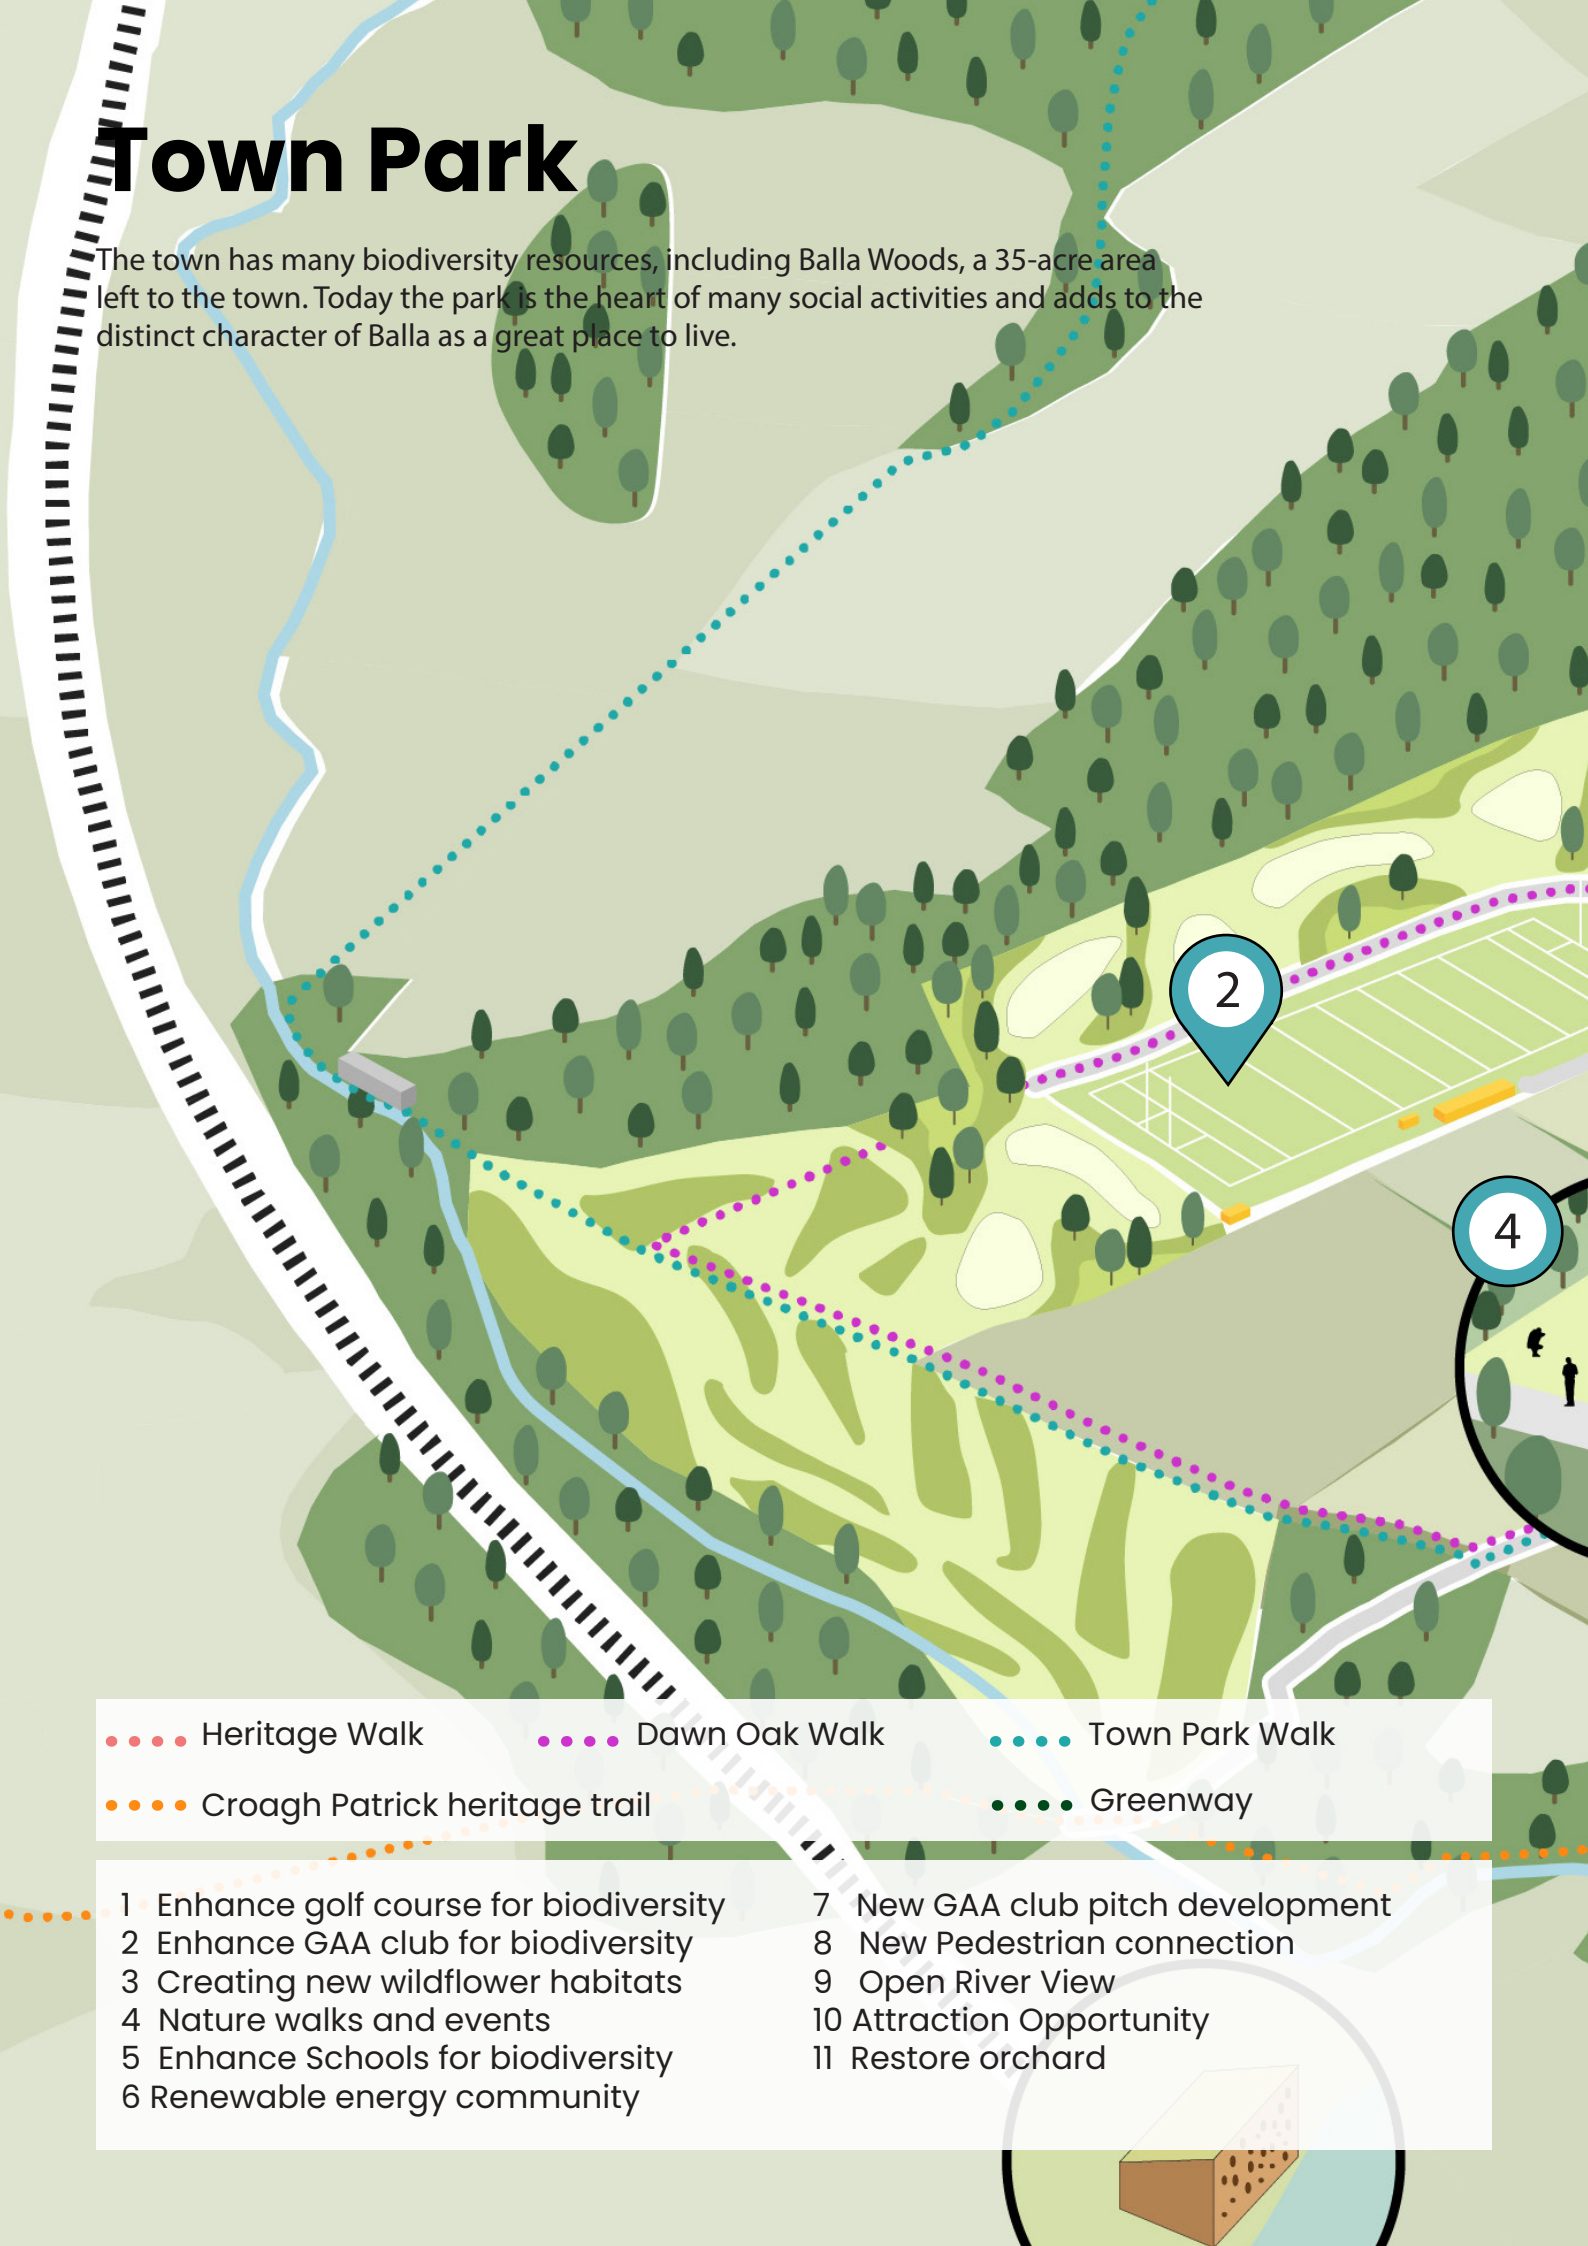 Town Park
The town has many biodiversity resources, including Balla Woods, a 35-acre area
left to the town. Today the park is the heart of many social activities and adds to the
distinct character of Balla as a great place to live.
2
4
Heritage Walk
Dawn Oak Walk
Town Park Walk
Croagh Patrick heritage trail
Greenway
1 Enhance golf course for biodiversity
2 Enhance GAA club for biodiversity
3 Creating new wildflower habitats
4 Nature walks and events
5 Enhance Schools for biodiversity
6 Renewable energy community
7 New GAA club pitch development
8 New Pedestrian connection
9 Open River View
10 Attraction Opportunity
11 Restore orchard